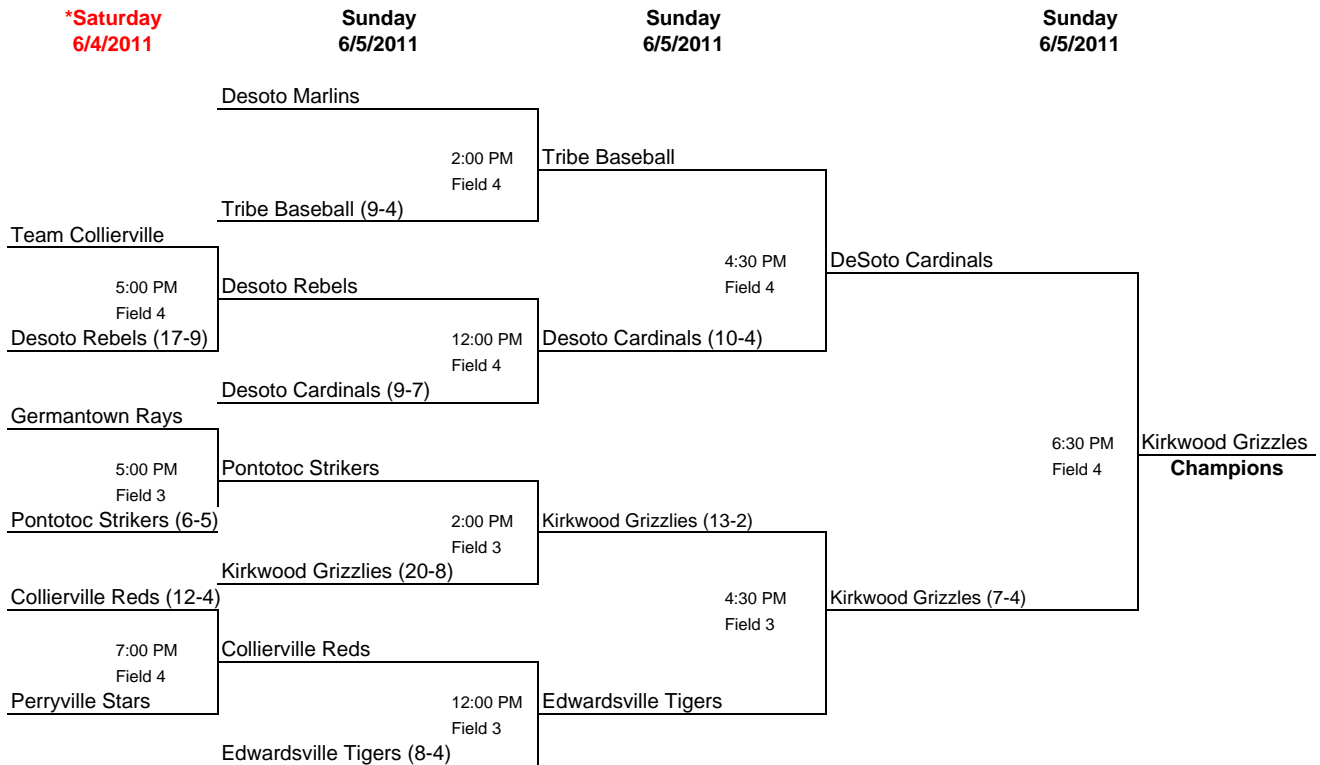 *Saturday Sunday Sunday Sunday
6/4/2011 6/5/2011 6/5/2011 6/5/2011
Desoto Marlins
2:00 PM Tribe Baseball
Field 4
Tribe Baseball (9-4)
Team Collierville
4:30 PM DeSoto Cardinals
5:00 PM Desoto Rebels Field 4
Field 4
Desoto Rebels (17-9) 12:00 PM Desoto Cardinals (10-4)
Field 4
Desoto Cardinals (9-7)
Germantown Rays
6:30 PM Kirkwood Grizzles
5:00 PM Pontotoc Strikers Field 4 Champions
Field 3
Pontotoc Strikers (6-5) 2:00 PM Kirkwood Grizzlies (13-2)
Field 3
Kirkwood Grizzlies (20-8)
Collierville Reds (12-4) 4:30 PM Kirkwood Grizzles (7-4)
Field 3
7:00 PM Collierville Reds
Field 4
Perryville Stars 12:00 PM Edwardsville Tigers
Field 3
Edwardsville Tigers (8-4)